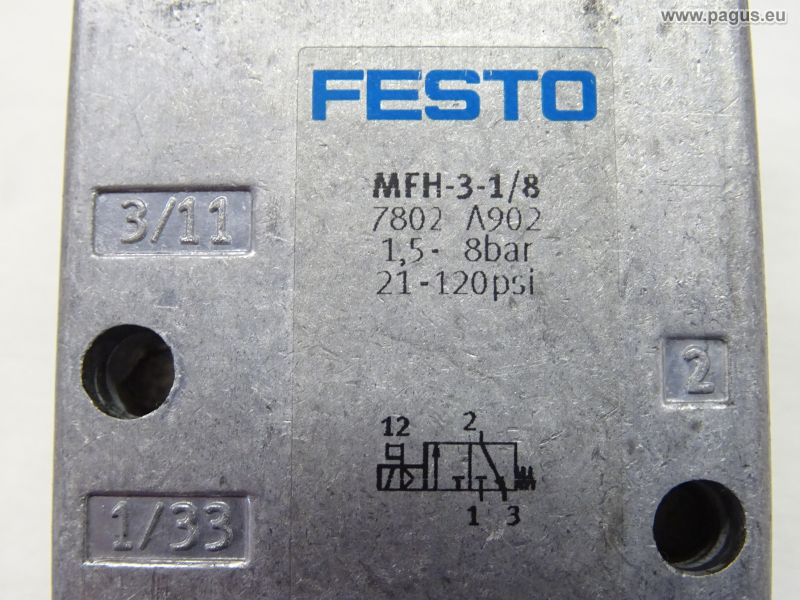 www.pagus.eu
FESTO
MFH-3-1/8
7802 A902
1,5- 8bar
21-120psi
3/11
2
12
2
1/33
1 3